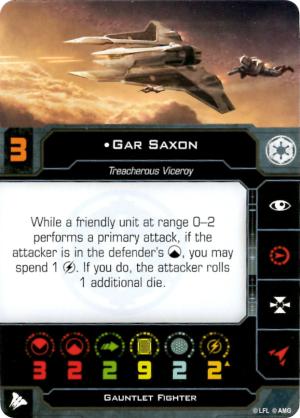 3
•Gar Saxon
Treacherous Viceroy
While a friendly unit at range 0–2
performs a primary attack, if the
attacker is in the defender's , you may
spend 1 . If you do, the attacker rolls
1 additional die.
3 2 2 9 2 2
Gauntlet Fighter
©LFL ©AMG